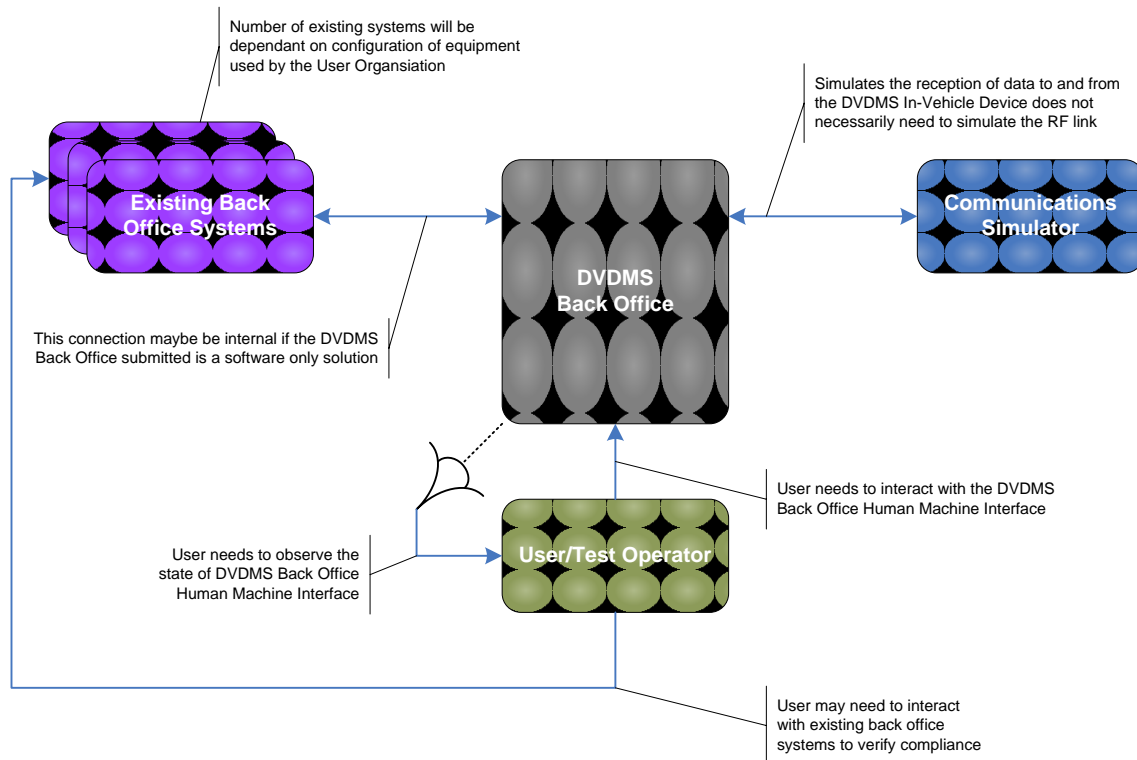 Number of existing systems will be
dependant on configuration of equipment
used by the User Organsiation
Simulates the reception of data to and from
the DVDMS In-Vehicle Device does not
necessarily need to simulate the RF link
Existing Back
Office Systems
DVDMS
Back Office
Communications
Simulator
This connection maybe be internal if the DVDMS
Back Office submitted is a software only solution
User needs to interact with the DVDMS
Back Office Human Machine Interface
User needs to observe the
state of DVDMS Back Office
Human Machine Interface
User/Test Operator
User may need to interact
with existing back office
systems to verify compliance